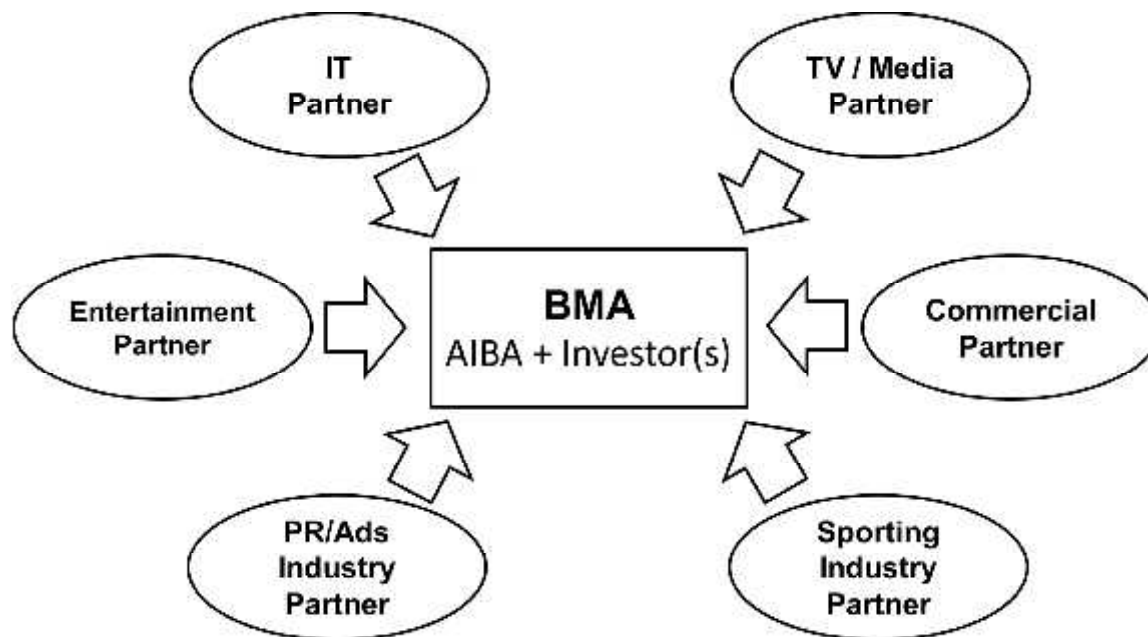 IT
Partner
TV / Media
Partner
Entertainment
Partner
BMA
AIBA + Investor(s)
Commercial
Partner
PR/Ads
Industry
Partner
Sporting
Industry
Partner